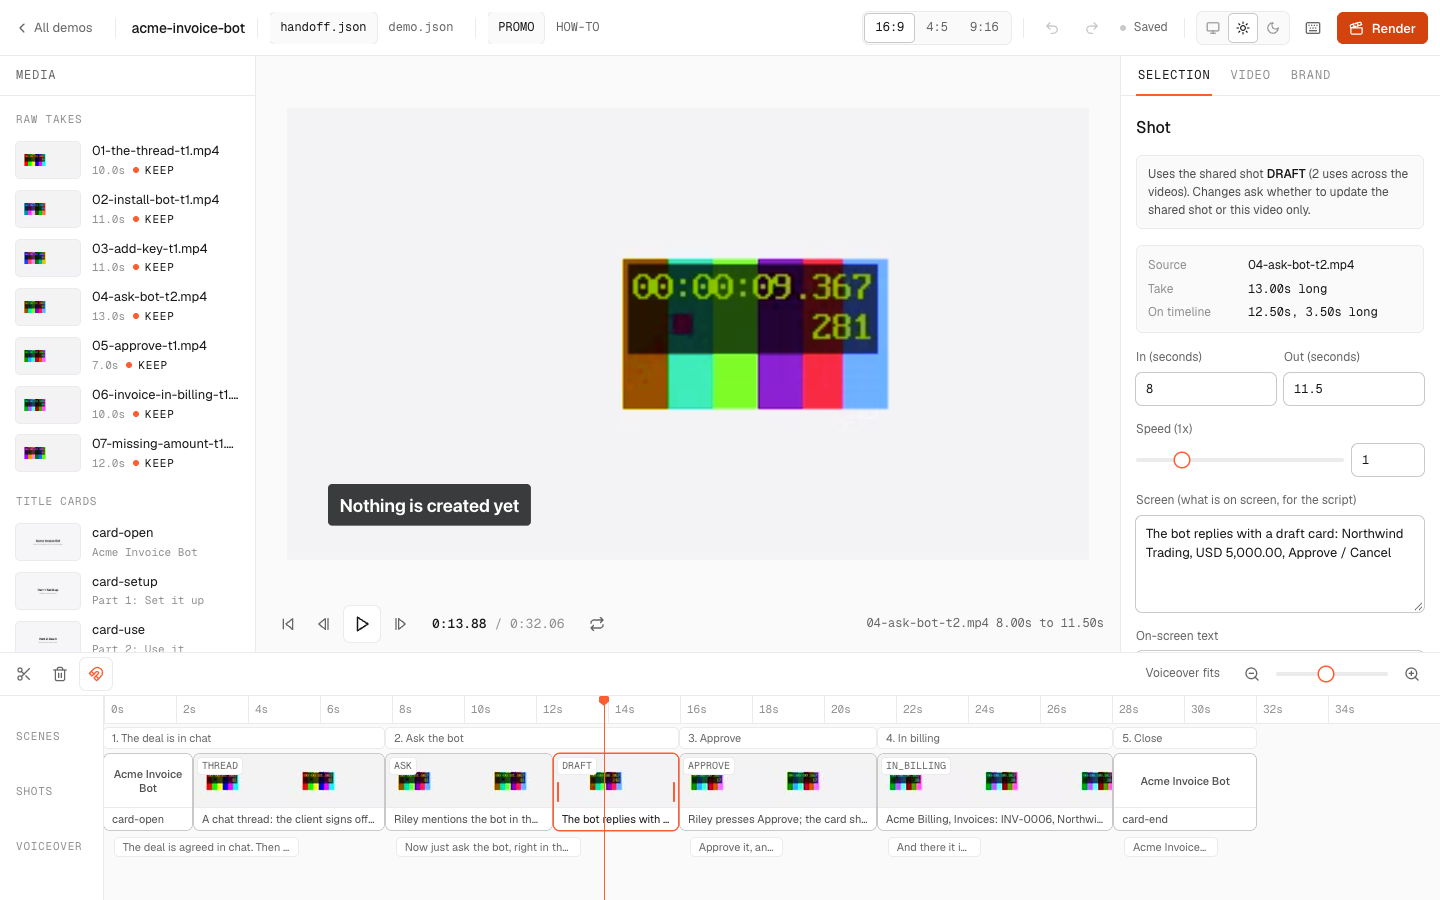 All demos
acme-invoice-bot
handoff.json
demo.json
PROMO
HOW-TO
16:9
4:5
9:16
Saved
Render
MEDIA
RAW TAKES
01-the-thread-t1.mp4
10.0s KEEP
02-install-bot-t1.mp4
11.0s KEEP
03-add-key-t1.mp4
11.0s KEEP
04-ask-bot-t2.mp4
13.0s KEEP
05-approve-t1.mp4
7.0s KEEP
06-invoice-in-billing-t1....
10.0s KEEP
07-missing-amount-t1....
12.0s KEEP
TITLE CARDS
card-open
Acme Invoice Bot
card-setup
Part 1: Set it up
card-use
Part 2: Use it
00:00:09.367
281
Nothing is created yet
0:13.88 / 0:32.06
04-ask-bot-t2.mp4 8.00s to 11.50s
SELECTION
VIDEO
BRAND
Shot
Uses the shared shot DRAFT (2 uses across the
videos). Changes ask whether to update the
shared shot or this video only.
Source 04-ask-bot-t2.mp4
Take 13.00s long
On timeline 12.50s, 3.50s long
In (seconds)
Out (seconds)
8
11.5
Speed (1x)
1
Screen (what is on screen, for the script)
The bot replies with a draft card: Northwind
Trading, USD 5,000.00, Approve / Cancel
On-screen text
Voiceover fits
0s 2s 4s 6s 8s 10s 12s 14s 16s 18s 20s 22s 24s 26s 28s 30s 32s 34s
SCENES
1. The deal is in chat
2. Ask the bot
3. Approve
4. In billing
5. Close
SHOTS
Acme Invoice
Bot
card-open
THREAD
A chat thread: the client signs off...
ASK
Riley mentions the bot in th...
DRAFT
The bot replies with ...
APPROVE
Riley presses Approve; the card sh...
IN_BILLING
Acme Billing, Invoices: INV-0006, Northwi...
Acme Invoice Bot
card-end
VOICEOVER
The deal is agreed in chat. Then ...
Now just ask the bot, right in th...
Approve it, an...
And there it i...
Acme Invoice...